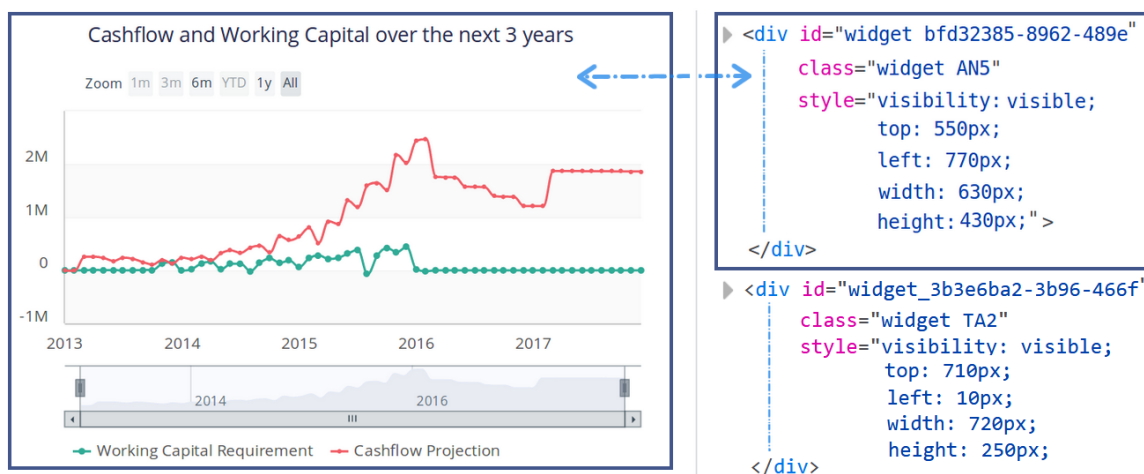 Cashflow and Working Capital over the next 3 years
Zoom 1m 3m 6m YTD 1y All
2M
1M
0
-1M
2013 2014 2015 2016 2017
2014 2016
Working Capital Requirement Cashflow Projection
<div id="widget bfd32385-8962-489e"
class="widget AN5"
style="visibility: visible;
top: 550px;
left: 770px;
width: 630px;
height: 430px;">
</div>
<div id="widget_3b3e6ba2-3b96-466f"
class="widget TA2"
style="visibility: visible;
top: 710px;
left: 10px;
width: 720px;
height: 250px;
</div>